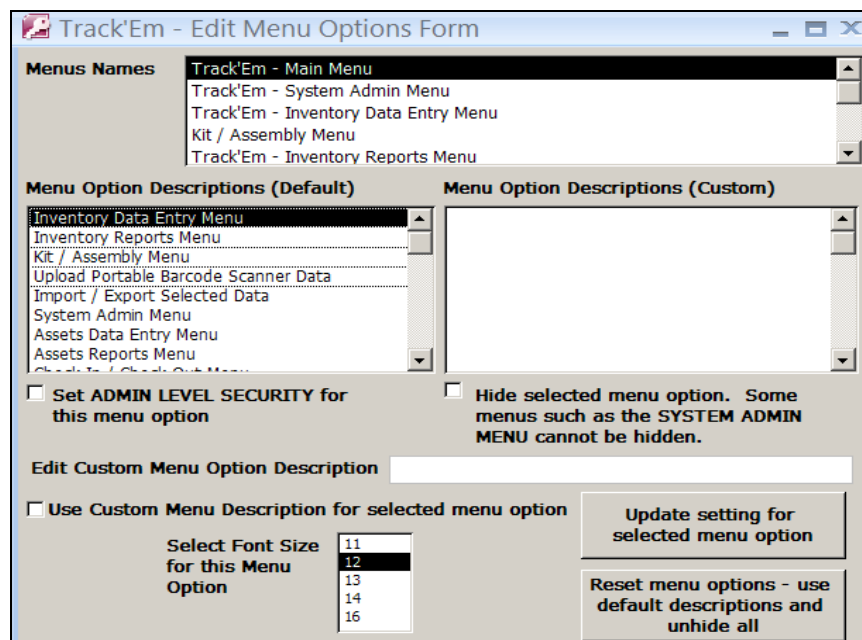 Track'Em - Edit Menu Options Form
Menus Names
Track'Em - Main Menu
Track'Em - System Admin Menu
Track'Em - Inventory Data Entry Menu
Kit / Assembly Menu
Track'Em - Inventory Reports Menu
Menu Option Descriptions (Default)
Menu Option Descriptions (Custom)
Inventory Data Entry Menu
Inventory Reports Menu
Kit / Assembly Menu
Upload Portable Barcode Scanner Data
Import / Export Selected Data
System Admin Menu
Assets Data Entry Menu
Assets Reports Menu
Check In / Check Out Menu
Set ADMIN LEVEL SECURITY for
this menu option
Hide selected menu option. Some
menus such as the SYSTEM ADMIN
MENU cannot be hidden.
Edit Custom Menu Option Description
Use Custom Menu Description for selected menu option
Select Font Size
for this Menu
Option
11
12
13
14
16
Update setting for
selected menu option
Reset menu options - use
default descriptions and
unhide all